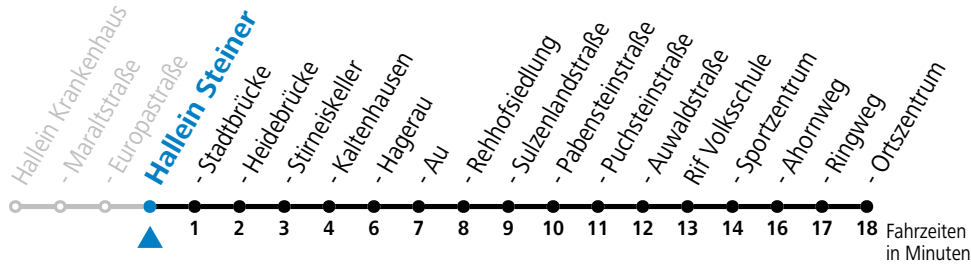 Hallein Krankenhaus
- Maraltstraße
- Europastraße
Hallein Steiner
- Stadtbrücke
- Heidebrücke
- Stirneiskeller
- Kaltenhausen
- Hagerau
- Au
- Rehhofsiedlung
- Sulzenlandstraße
- Pabensteinstraße
- Puchsteinstraße
- Auwaldstraße
Rif Volksschule
- Sportzentrum
- Ahornweg
- Ringweg
- Ortszentrum
1 2 3 4 6 7 8 9 10 11 12 13 14 16 17 18 Fahrzeiten
in Minuten